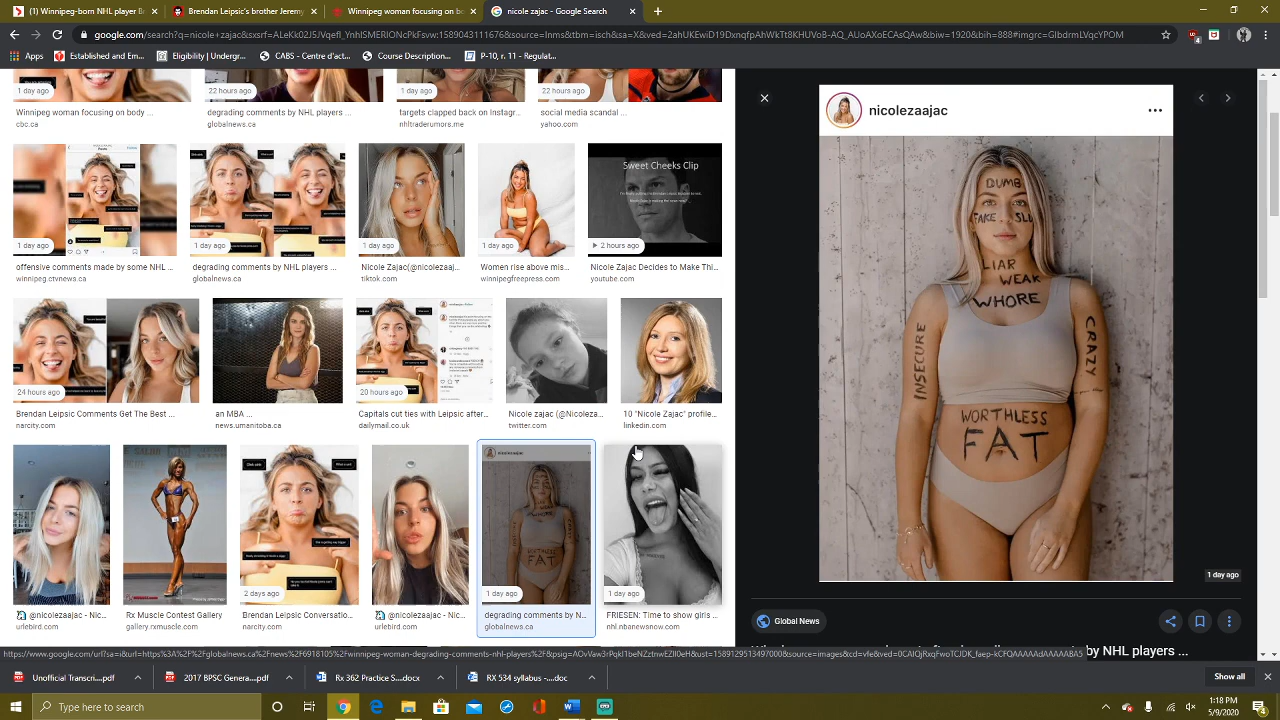 (1) Winnipeg-born NHL player Br
Benning's Brother Jeremy
Winnipeg woman focusing on bo
nicole zajac - Google Search
google.com/search?q=nicole+zajac&sxsrf=
Apps
Established and Em...
Eligibility | Undergr...
CABS - Centre d'act...
Course Description...
P-10, r. 11 - Regulat...
1 day ago
22 hours ago
1 day ago
22 hours ago
Winnipeg woman focusing on body ...
degrading comments by NHL players ...
targets clapped back on Instagr...
social media scandal ...
cbc.ca
globalnews.ca
nhltraderumors.me
yahoo.com
nicolezaajac
Sweet Cheeks Clip
1 day ago
1 day ago
1 day ago
2 hours ago
offensive comments made by some NHL ...
degrading comments by NHL players ...
Nicole Zajac(@nicolezaaj...
Women rise above mis...
Nicole Zajac Decides to Make Thi...
winnipeg.ctvnews.ca
globalnews.ca
tiktok.com
winnipegfreepress.com
youtube.com
24 hours ago
20 hours ago
Brendan Leipsic Comments Get The Best ...
an MBA ...
Capitals cut ties with Leipsic after...
Nicole zajac (@Nicoleza...
10 "Nicole Zajac" profile...
narcity.com
news.umanitoba.ca
dailymail.co.uk
twitter.com
linkedin.com
2 days ago
1 day ago
1 day ago
@nicolezaajac - Nic...
Rx Muscle Contest Gallery
Brendan Leipsic Conversatio...
@nicolezaajac - Nic...
degrading comments by N...
FRIESEN: Time to show girls ...
urlebird.com
gallery.rxmuscle.com
narcity.com
urlebird.com
globalnews.ca
nhl.nbanewsnow.com
DUMB
FAKE
LIAR
WEAK
WHORE
INSECURE
CRAZY
WORTHLESS
FAT
1 day ago
Global News
by NHL players ...
Unofficial Transcri....pdf
2017 BPSC Genera....pdf
Rx 362 Practice S....docx
RX 534 syllabus -....doc
Show all
Type here to search
1:18 PM
5/9/2020